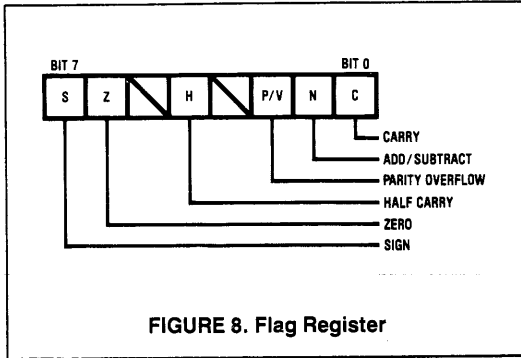 BIT 7 BIT 0
S Z H P/V N C
CARRY
ADD/SUBTRACT
PARITY OVERFLOW
HALF CARRY
ZERO
SIGN
FIGURE 8. Flag Register